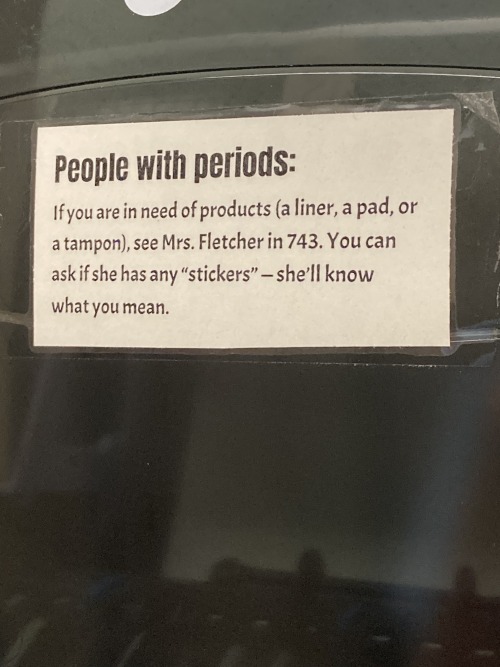 People with periods:
If you are in need of products (a liner, a pad, or
a tampon), see Mrs. Fletcher in 743. You can
ask if she has any “stickers” – she’ll know
what you mean.